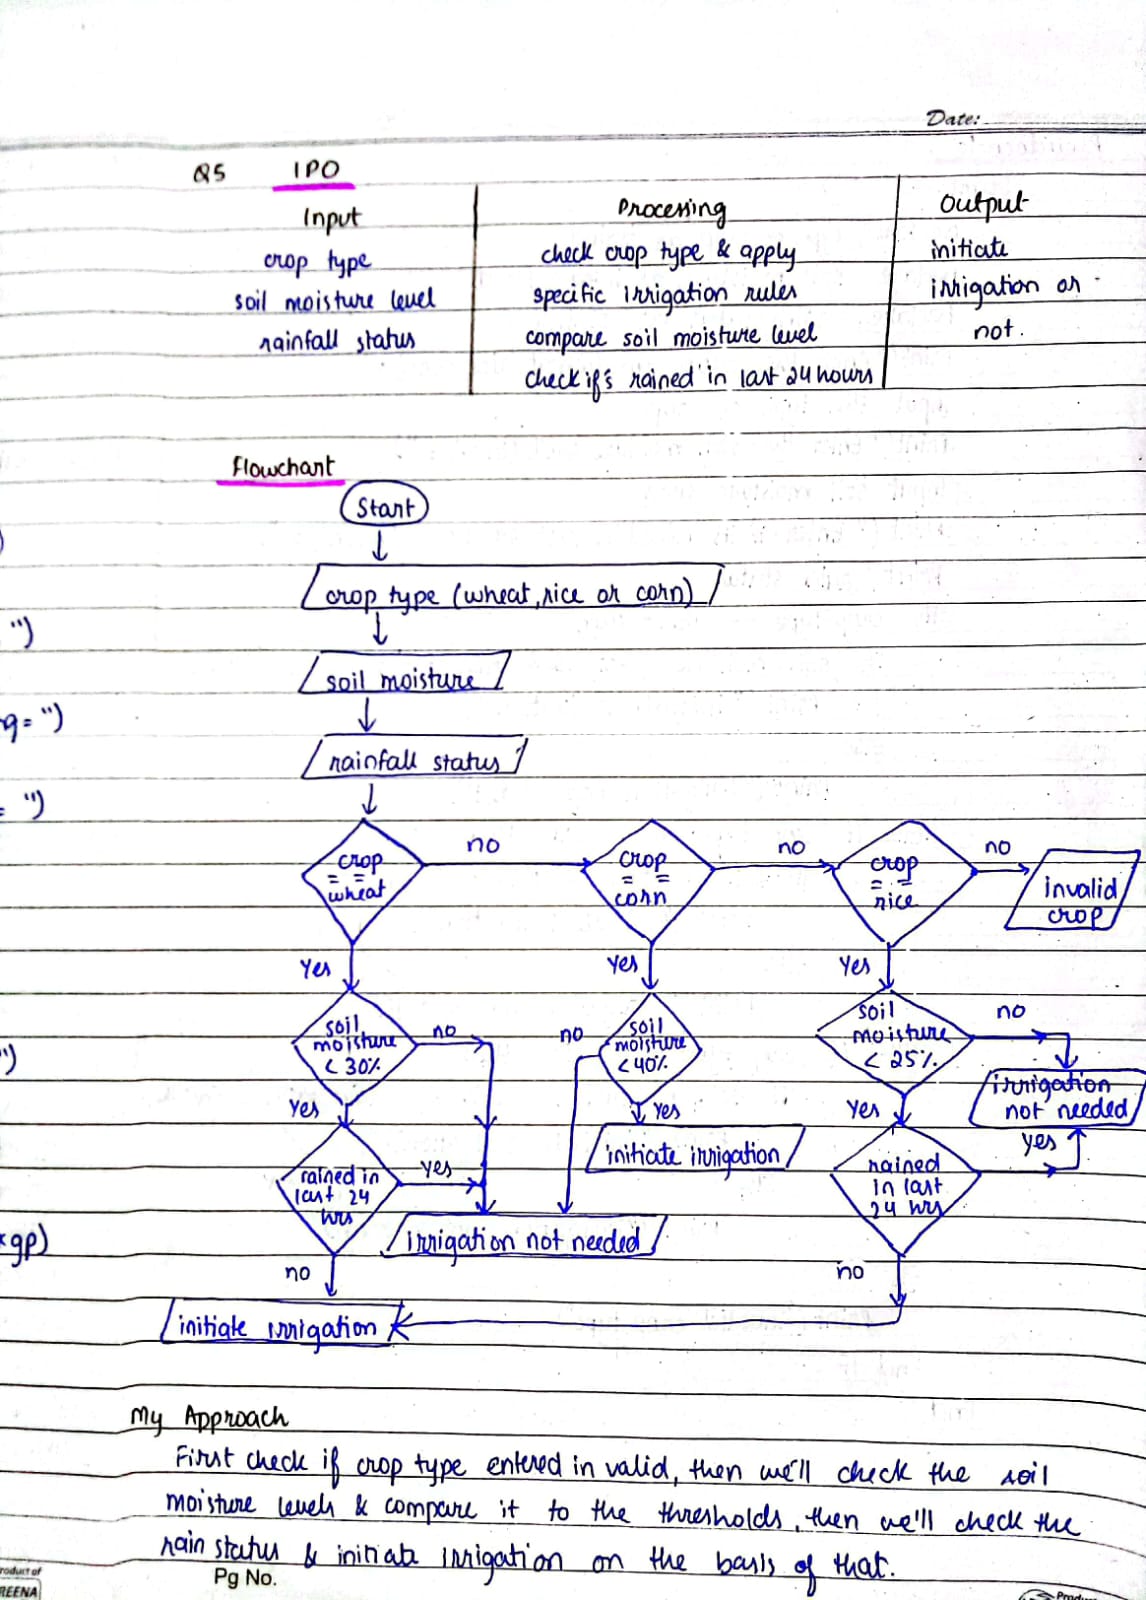 Date:
Q5 IPO
Input Processing Output
crop type check crop type & apply initiate
soil moisture level specific irrigation rules irrigation or
rainfall status compare soil moisture level not.
check if's rained in last 24 hours
Flowchart
Start
crop type (wheat, rice or corn)
")
soil moisture
g= ")
rainfall status
= ")
crop == wheat
no
crop == corn
no
crop == rice
no
invalid crop
Yes
Yes
Yes
soil moisture < 30%
no
no
soil moisture < 40%
soil moisture < 25%
no
")
irrigation not needed
Yes
Yes
Yes
yes
initiate irrigation
rained in last 24 hrs
yes
rained in last 24 hrs
gp)
irrigation not needed
no
no
initiate irrigation
My Approach
First check if crop type entered in valid, then we'll check the soil
moisture levels & compare it to the thresholds, then we'll check the
rain status & initiate irrigation on the basis of that.
Product of
REENA
Pg No.